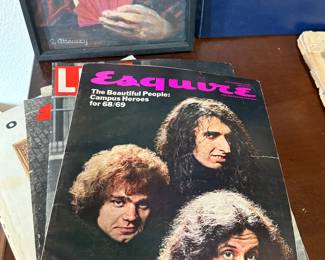 Esquire
The Beautiful People:
Campus Heroes
for 68/69